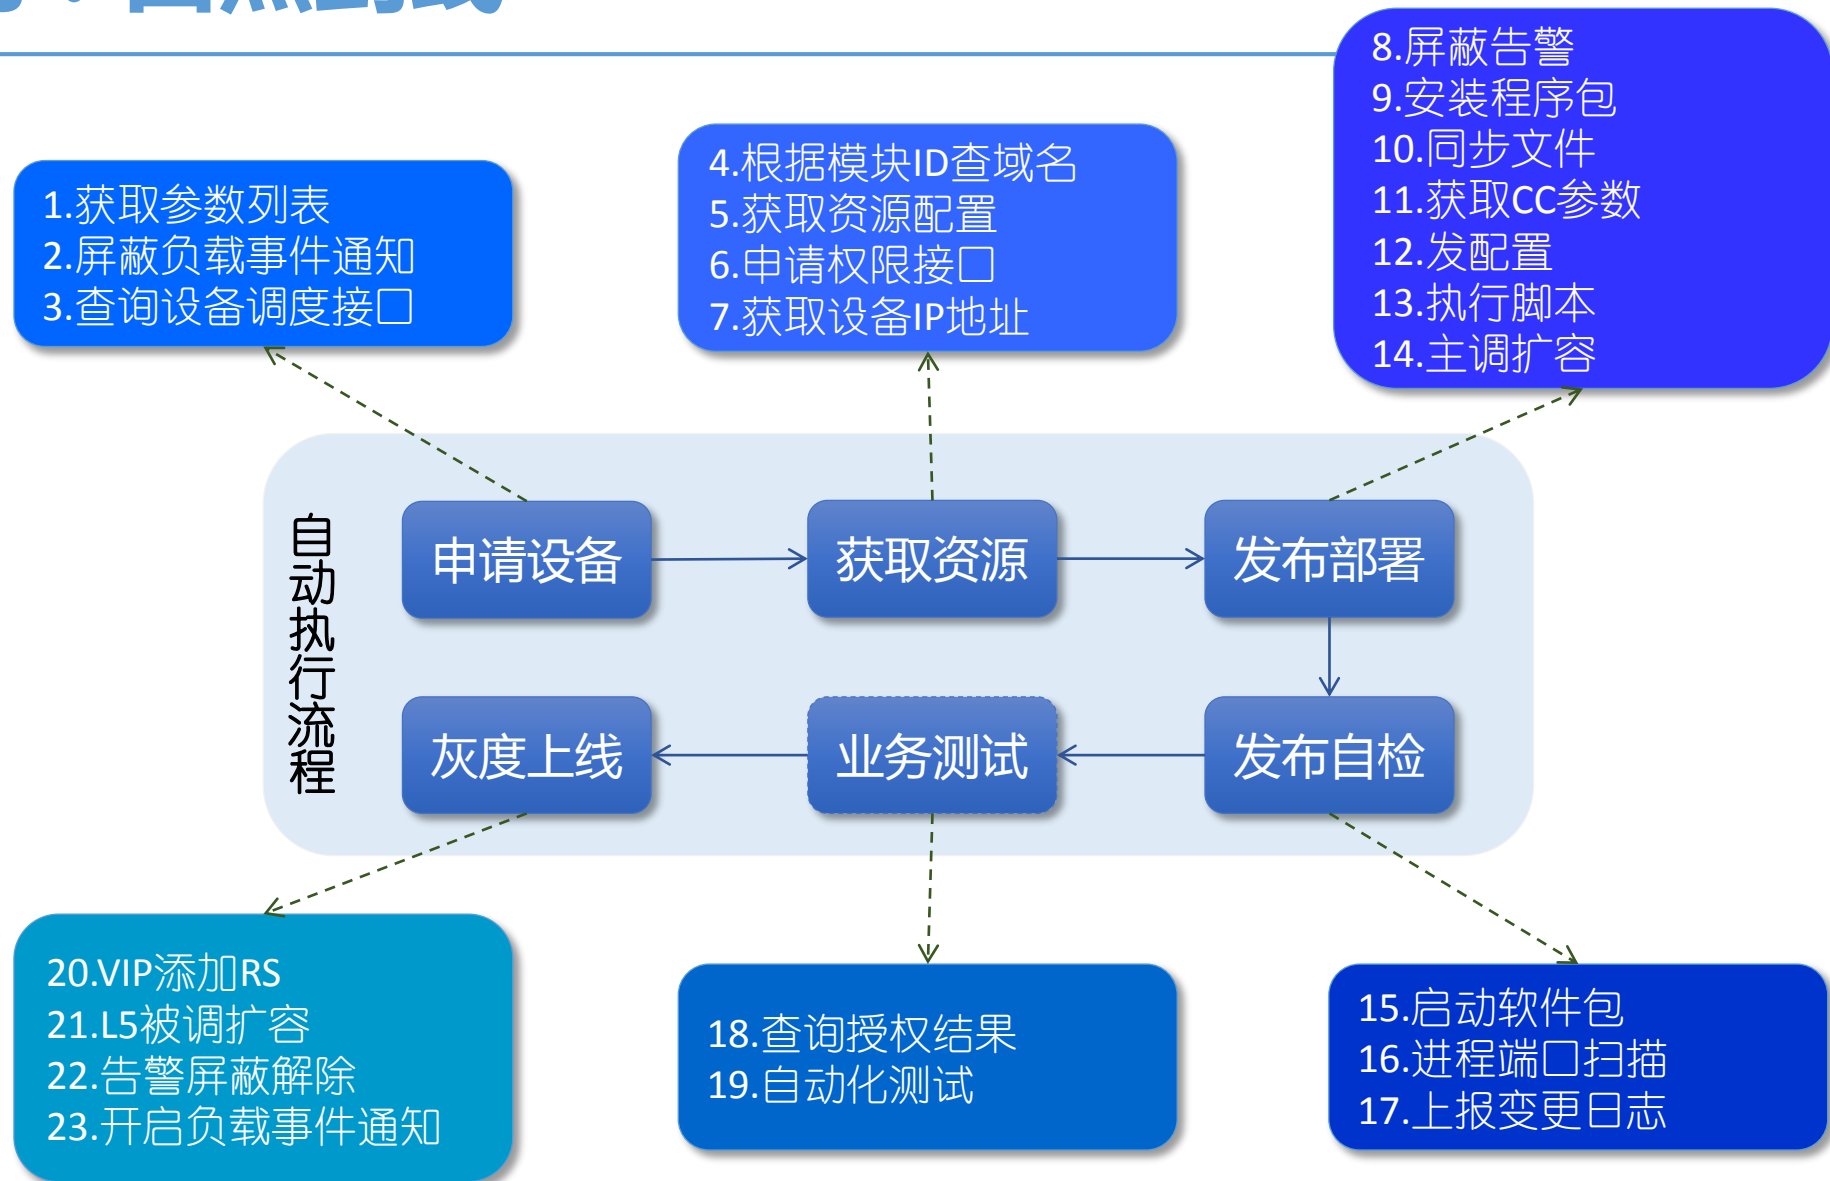 1.获取参数列表
2.屏蔽负载事件通知
3.查询设备调度接口
4.根据模块ID查域名
5.获取资源配置
6.申请权限接口
7.获取设备IP地址
8.屏蔽告警
9.安装程序包
10.同步文件
11.获取CC参数
12.发配置
13.执行脚本
14.主调扩容
自动执行流程
申请设备
获取资源
发布部署
灰度上线
业务测试
发布自检
20.VIP添加RS
21.L5被调扩容
22.告警屏蔽解除
23.开启负载事件通知
18.查询授权结果
19.自动化测试
15.启动软件包
16.进程端口扫描
17.上报变更日志